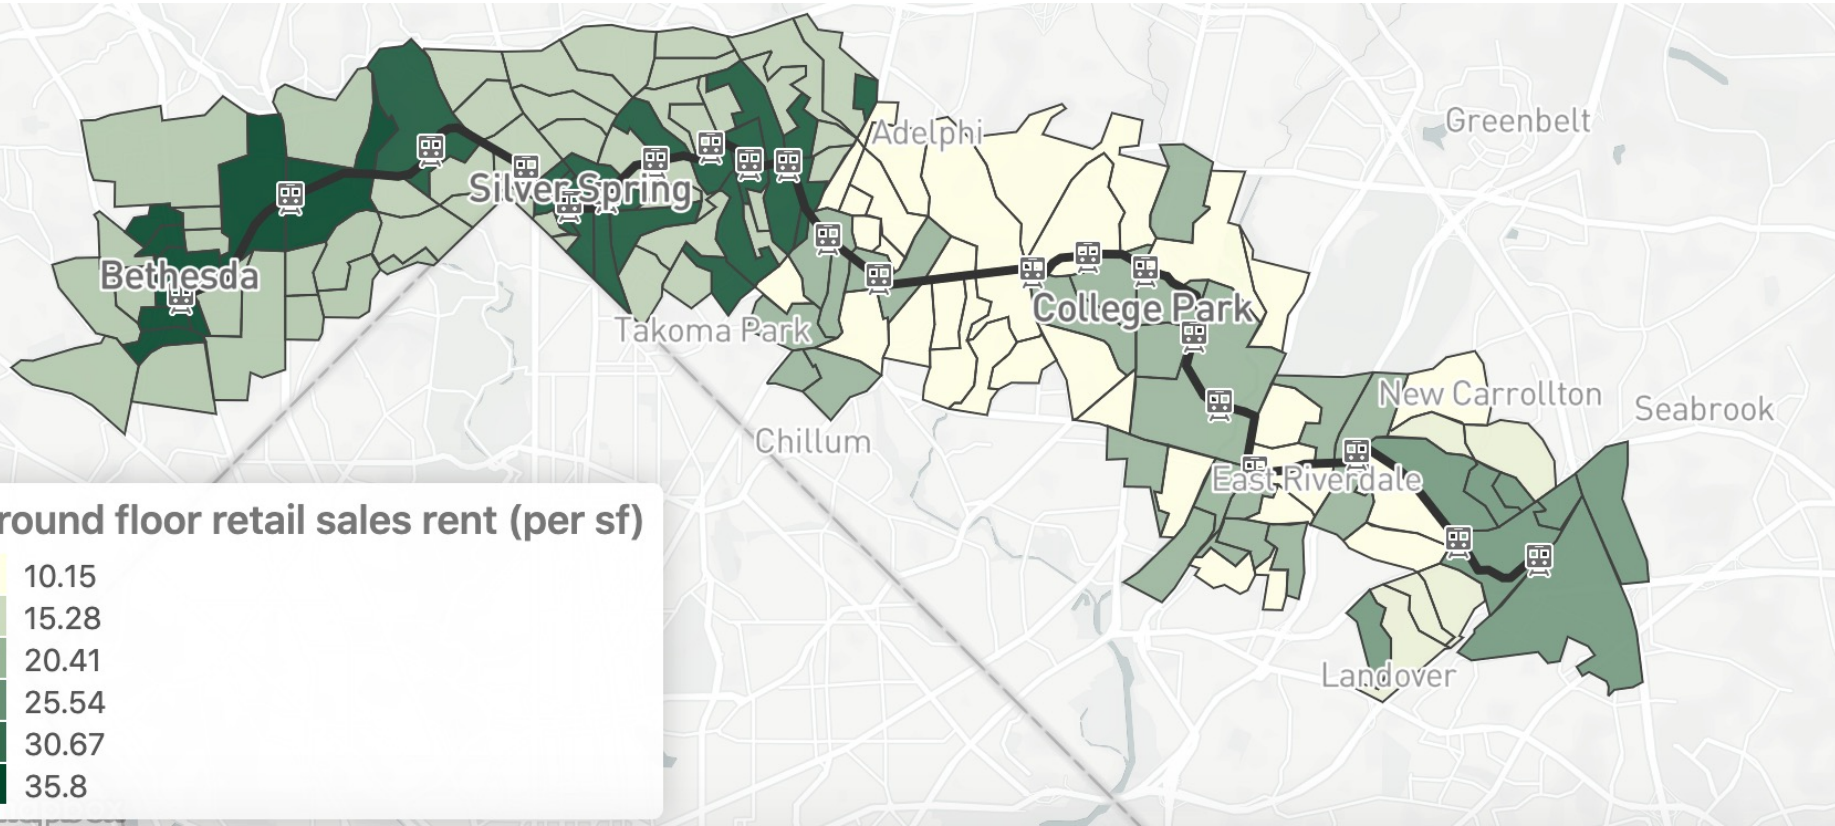 Adelphi
Greenbelt
Silver Spring
Bethesda
College Park
Takoma Park
New Carrollton
Seabrook
Chillum
East Riverdale
round floor retail sales rent (per sf)
10.15
15.28
20.41
25.54
30.67
35.8
Landover